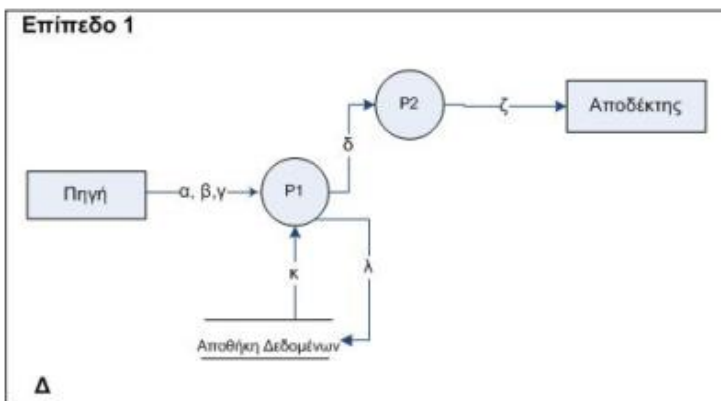 Επίπεδο 1
P2
ζ
Αποδέκτης
δ
Πηγή
α, β,γ
P1
κ
λ
Αποθήκη Δεδομένων
Δ